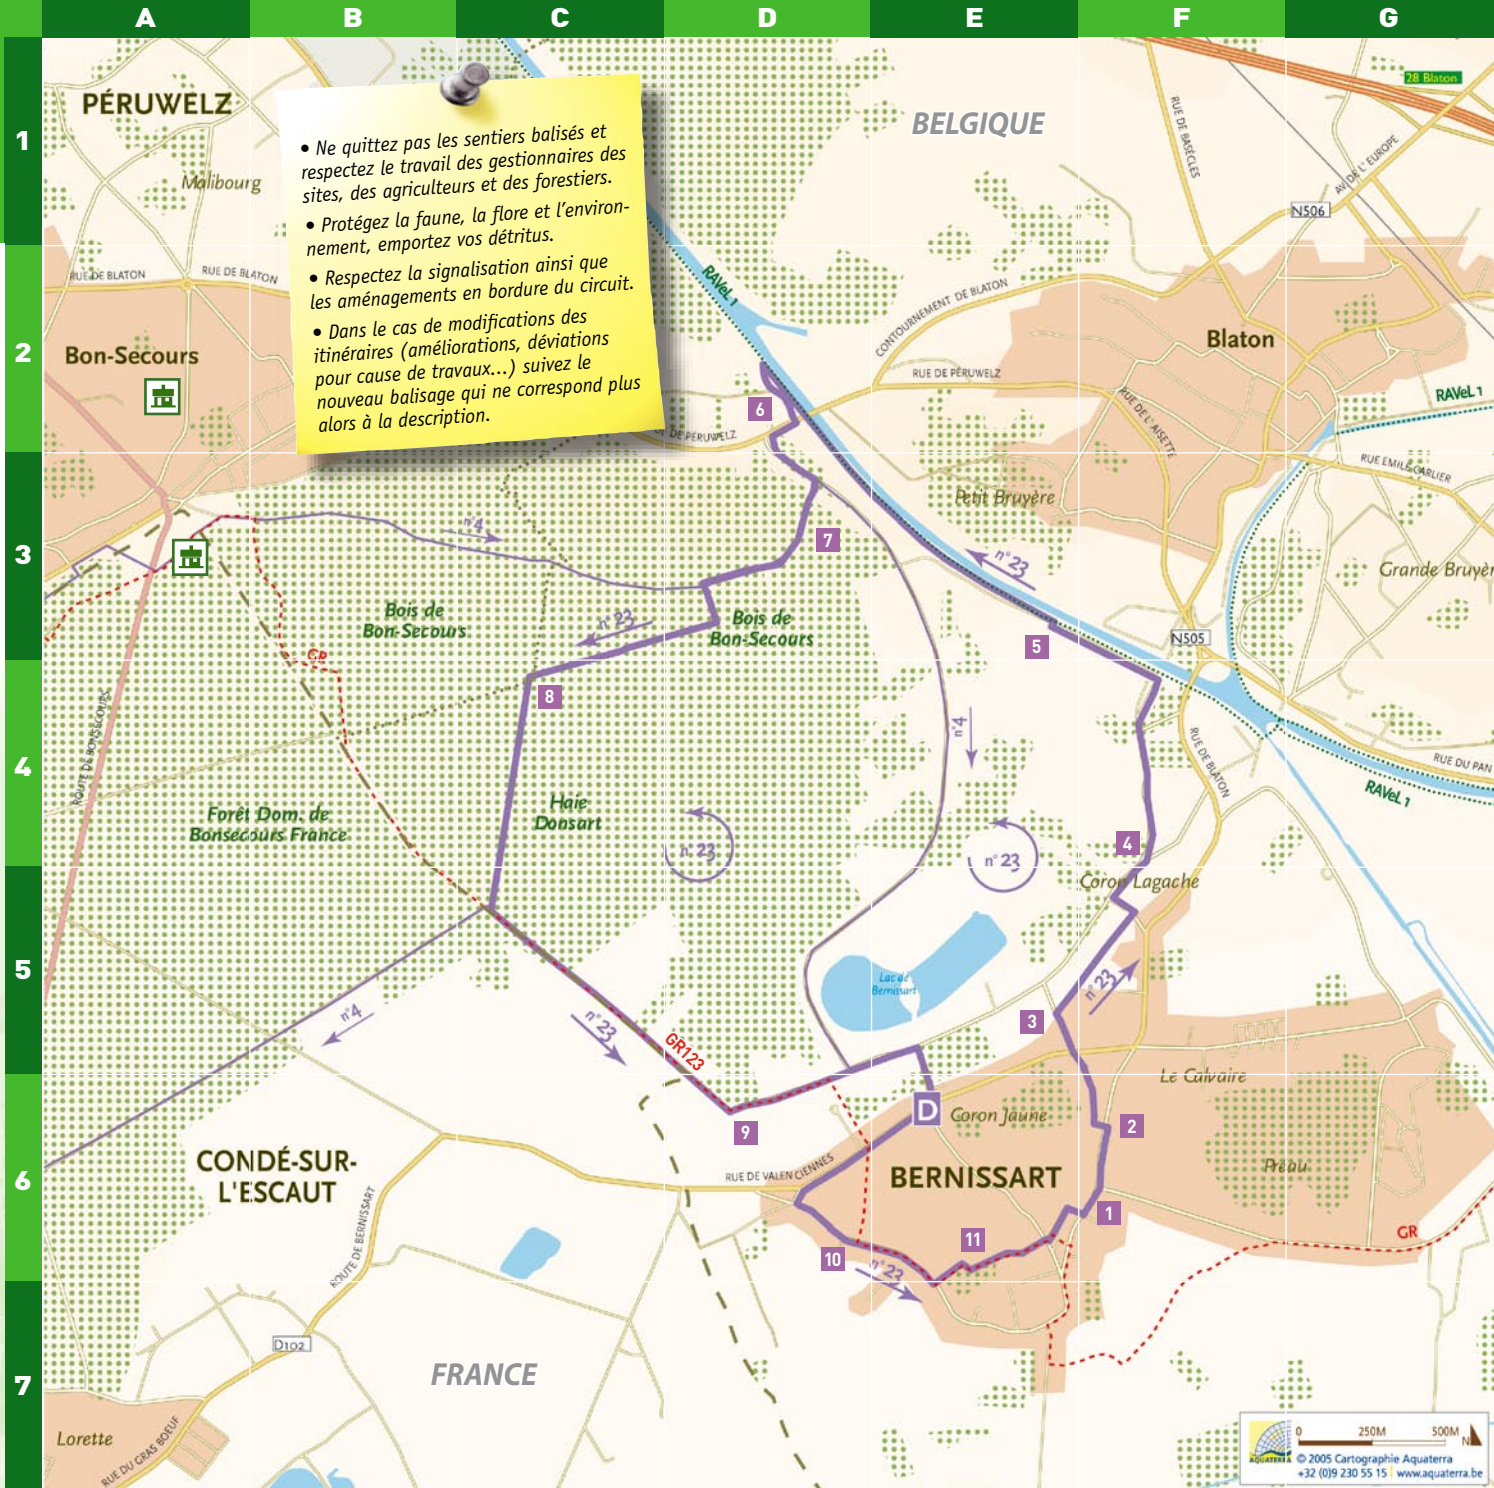 A B C D E F G
1
2
3
4
5
6
7
PÉRUWELZ
Malibourg
BELGIQUE
28 Blaton
RUE DE BASÈCLES
AV. DE L'EUROPE
N506
• Ne quittez pas les sentiers balisés et
respectez le travail des gestionnaires des
sites, des agriculteurs et des forestiers.
• Protégez la faune, la flore et l'environ-
nement, emportez vos détritus.
• Respectez la signalisation ainsi que
les aménagements en bordure du circuit.
• Dans le cas de modifications des
itinéraires (améliorations, déviations
pour cause de travaux...) suivez le
nouveau balisage qui ne correspond plus
alors à la description.
RUE DE BLATON
RUE DE BLATON
RAVeL 1
CONTOURNEMENT DE BLATON
Bon-Secours
Blaton
RUE DE PÉRUWELZ
RAVeL 1
RUE DE L'AISETTE
6
DE PÉRUWELZ
RUE EMILE CARLIER
Petit Bruyère
n°4
7
n°23
Grande Bruyèr
Bois de
Bon-Secours
n°23
Bois de
Bon-Secours
N505
5
GR
8
ROUTE DE BONSECOURS
n°4
RUE DE BLATON
RUE DU PAN
RAVeL 1
Forêt Dom. de
Bonsecours France
Haie
Donsart
n°23
n°23
4
Coron Lagache
Lac de
Bernissart
n°23
n°4
n°23
3
GR123
Le Calvaire
D
Coron Jaune
2
9
CONDÉ-SUR-
L'ESCAUT
RUE DE VALENCIENNES
BERNISSART
Préau
ROUTE DE BERNISSART
1
GR
11
10
n°23
D102
FRANCE
Lorette
RUE DU GRAS BOEUF
0 250M 500M N
AQUATERRA
© 2005 Cartographie Aquaterra
+32 (0)9 230 55 15 | www.aquaterra.be